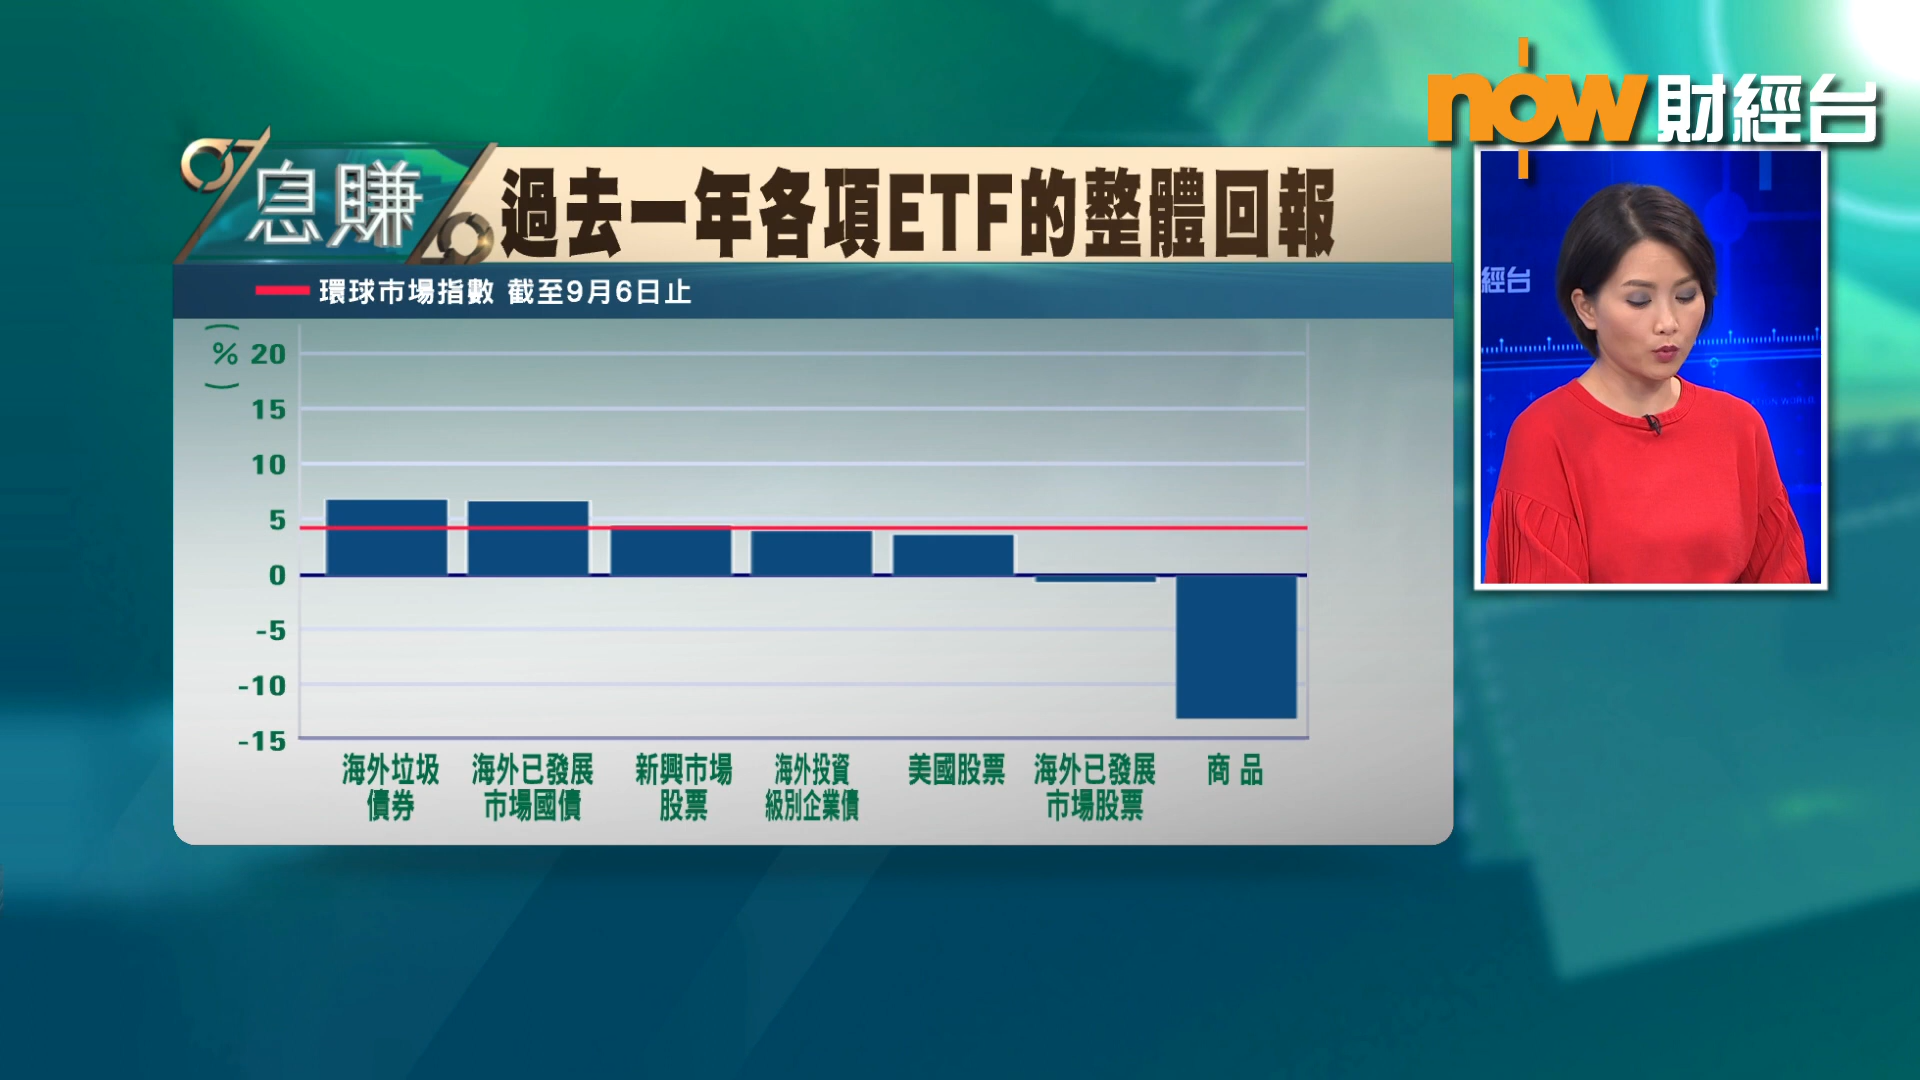 now 財經台
息賺
過去一年各項ETF的整體回報
環球市場指數 截至9月6日止
經台
(%)
20
15
10
5
0
-5
-10
-15
海外垃圾
債券
海外已發展
市場國債
新興市場
股票
海外投資
級別企業債
美國股票
海外已發展
市場股票
商品